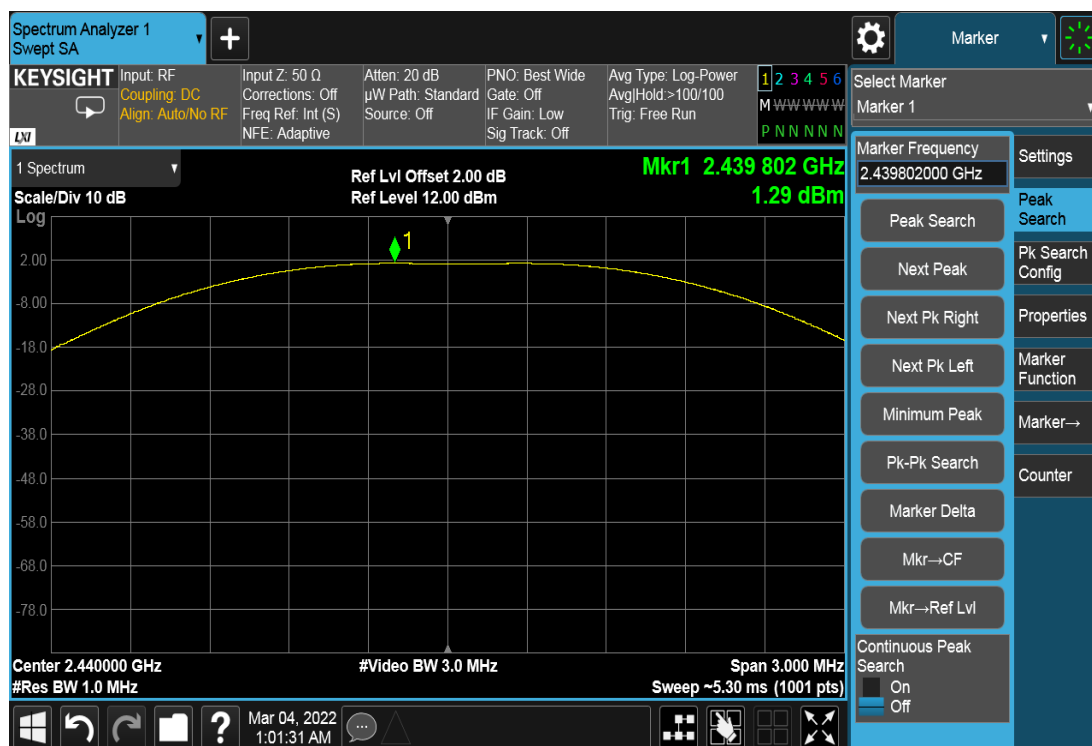 Spectrum Analyzer 1
Swept SA
Marker
KEYSIGHT
LXI
Input: RF
Coupling: DC
Align: Auto/No RF
Input Z: 50 Ω
Corrections: Off
Freq Ref: Int (S)
NFE: Adaptive
Atten: 20 dB
µW Path: Standard
Source: Off
PNO: Best Wide
Gate: Off
IF Gain: Low
Sig Track: Off
Avg Type: Log-Power
Avg|Hold:>100/100
Trig: Free Run
1 2 3 4 5 6
M W W W W W
P N N N N N
Select Marker
Marker 1
1 Spectrum
Scale/Div 10 dB
Log
Ref Lvl Offset 2.00 dB
Ref Level 12.00 dBm
Mkr1 2.439 802 GHz
1.29 dBm
1
2.00
-8.00
-18.0
-28.0
-38.0
-48.0
-58.0
-68.0
-78.0
Center 2.440000 GHz
#Res BW 1.0 MHz
#Video BW 3.0 MHz
Span 3.000 MHz
Sweep ~5.30 ms (1001 pts)
Marker Frequency
2.439802000 GHz
Peak Search
Next Peak
Next Pk Right
Next Pk Left
Minimum Peak
Pk-Pk Search
Marker Delta
Mkr→CF
Mkr→Ref Lvl
Continuous Peak
Search
On
Off
Settings
Peak
Search
Pk Search
Config
Properties
Marker
Function
Marker→
Counter
?
Mar 04, 2022
1:01:31 AM